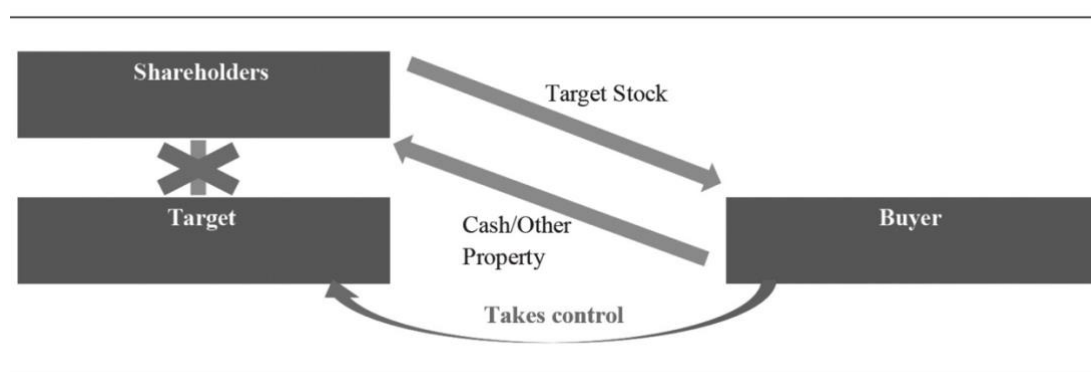 Shareholders
Target Stock
Target
Buyer
Cash/Other
Property
Takes control